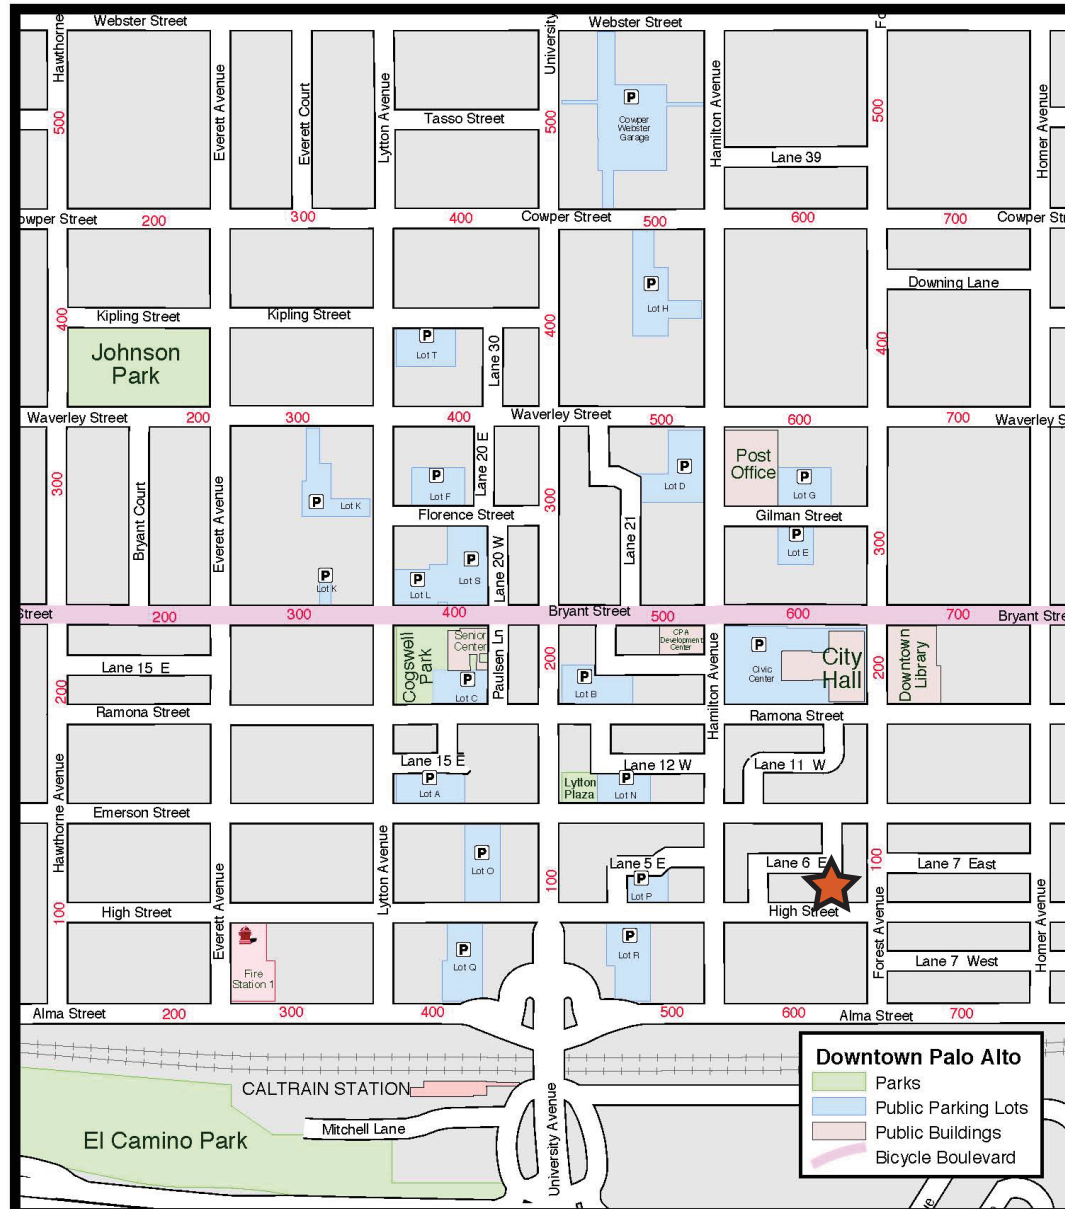 Webster Street
Webster Street
Hawthorne
University
Fo
500
Everett Avenue
Everett Court
Lytton Avenue
Tasso Street
500
P
Cowper
Webster
Garage
Hamilton Avenue
500
Lane 39
Homer Avenue
owper Street
200
300
400
Cowper Street
500
600
700
Cowper Str
400
Kipling Street
Kipling Street
Johnson
Park
P
Lot T
Lane 30
400
P
Lot H
Downing Lane
400
Waverley Street
200
300
400
Waverley Street
500
600
700
Waverley S
300
Bryant Court
Everett Avenue
P
Lot K
P
Lot K
P
Lot F
Lane 20 E
Florence Street
P
Lot S
P
Lot L
Lane 20 W
300
Lane 21
P
Lot D
Post
Office
P
Lot G
Gilman Street
P
Lot E
300
Street
200
300
400
Bryant Street
500
600
700
Bryant Stre
Lane 15 E
200
Ramona Street
Cogswell
Park
Senior
Center
P
Lot C
Paulsen Ln
200
P
Lot B
CPA
Development
Center
Hamilton Avenue
P
Civic
Center
City
Hall
200
Downtown
Library
Ramona Street
Hawthorne Avenue
Lane 15 E
P
Lot A
Lytton
Plaza
Lane 12 W
P
Lot N
Lane 11 W
Emerson Street
100
Lytton Avenue
P
Lot O
100
Lane 5 E
P
Lot P
Lane 6 E
100
Lane 7 East
High Street
High Street
Everett Avenue
Fire
Station 1
P
Lot Q
P
Lot R
Forest Avenue
Lane 7 West
Homer Avenue
Alma Street
200
300
400
500
600
Alma Street
700
CALTRAIN STATION
Mitchell Lane
El Camino Park
University Avenue
Downtown Palo Alto
Parks
Public Parking Lots
Public Buildings
Bicycle Boulevard